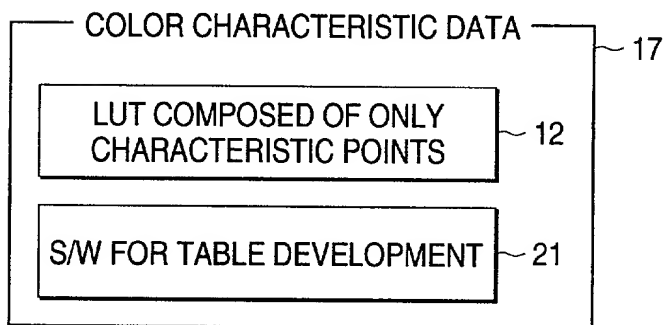 COLOR CHARACTERISTIC DATA
17
LUT COMPOSED OF ONLY
CHARACTERISTIC POINTS
12
S/W FOR TABLE DEVELOPMENT
21